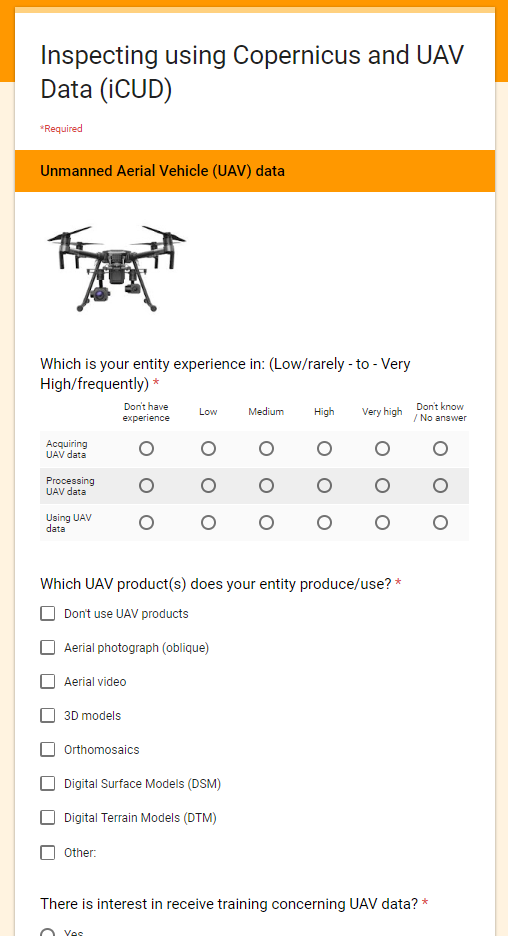 Inspecting using Copernicus and UAV
Data (iCUD)
*Required
Unmanned Aerial Vehicle (UAV) data
Which is your entity experience in: (Low/rarely - to - Very
High/frequently) *
Don't have
experience
Low
Medium
High
Very high
Don't know
/ No answer
Acquiring
UAV data
Processing
UAV data
Using UAV
data
Which UAV product(s) does your entity produce/use? *
Don't use UAV products
Aerial photograph (oblique)
Aerial video
3D models
Orthomosaics
Digital Surface Models (DSM)
Digital Terrain Models (DTM)
Other:
There is interest in receive training concerning UAV data? *
Yes